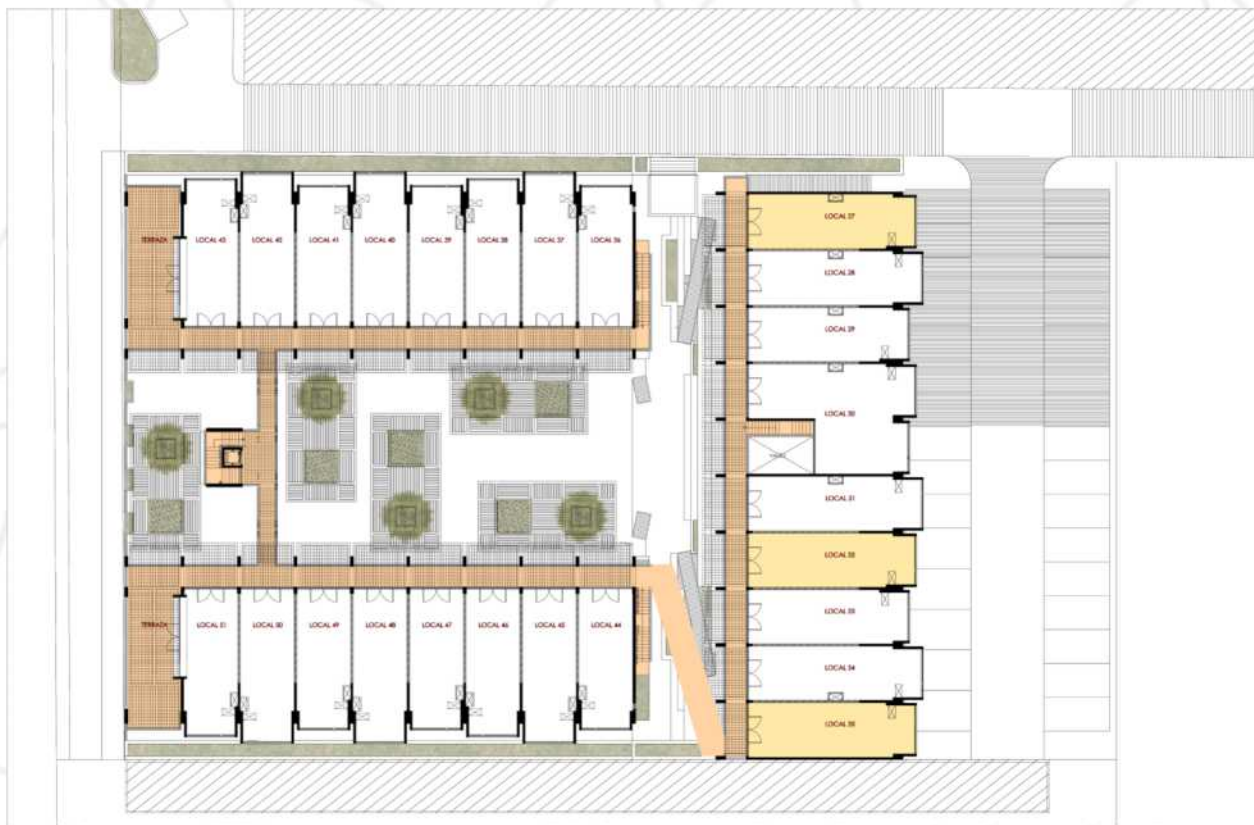 TERRAZA
LOCAL 43
LOCAL 42
LOCAL 41
LOCAL 40
LOCAL 39
LOCAL 38
LOCAL 37
LOCAL 36
LOCAL 27
LOCAL 28
LOCAL 29
LOCAL 30
VACIO
LOCAL 31
LOCAL 32
LOCAL 33
LOCAL 34
LOCAL 35
TERRAZA
LOCAL 51
LOCAL 50
LOCAL 49
LOCAL 48
LOCAL 47
LOCAL 46
LOCAL 45
LOCAL 44